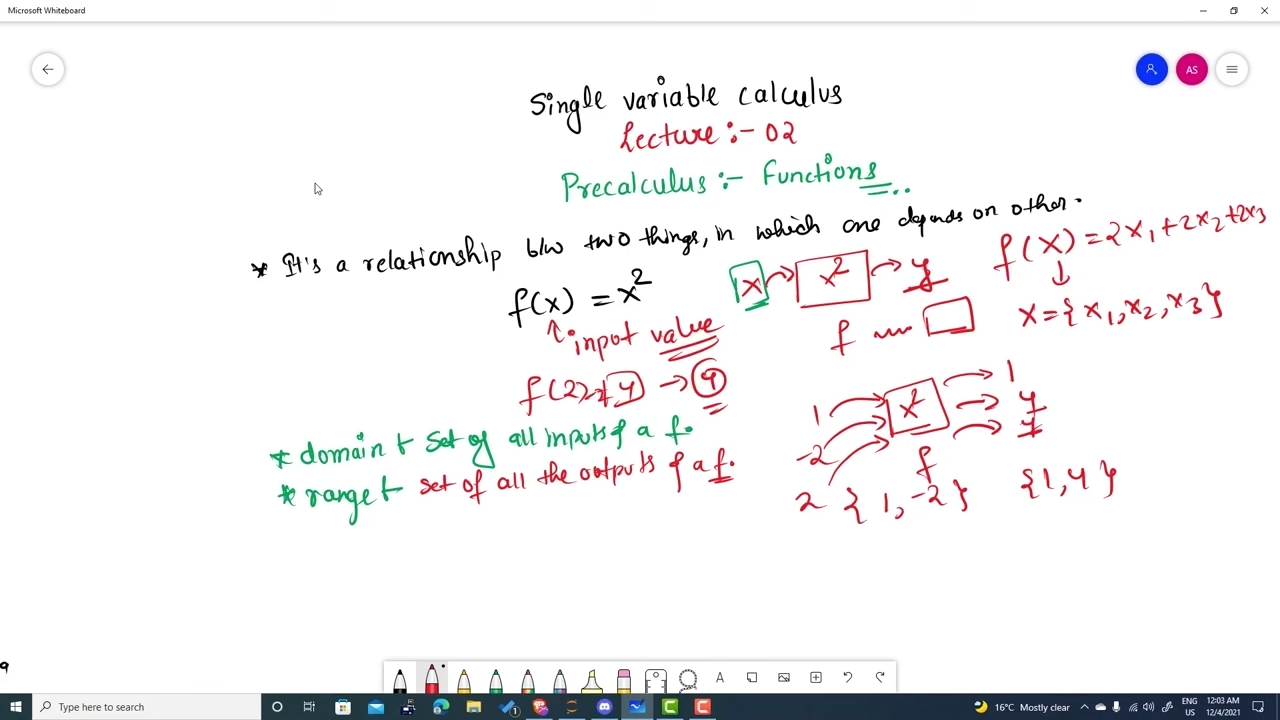 Microsoft Whiteboard
AS
Single variable calculus
Lecture :- 02
Precalculus :- Functions..
* It's a relationship b/w two things, in which one depends on other.
f(x) = x²
↑ input value
x → x² → y
f
f(X) = 2x1 + 2x2 + 2x3
↓
X = {x1, x2, x3}
f(2)
* domain set of all inputs of a f.
* range set of all the outputs of a f.
1
-2
2
x²
f
1
4
4
{1, -2}
{1, 4}
9
A
Type here to search
16°C Mostly clear
ENG
US
12:03 AM
12/4/2021